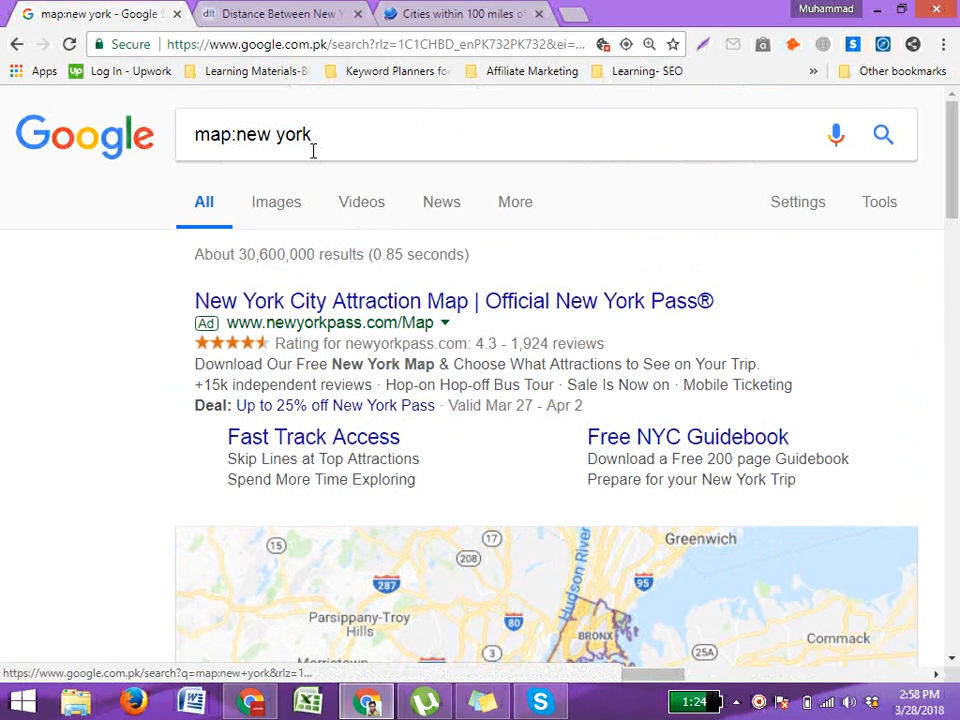 map:new york - Google S
Distance Between New Y
Cities within 100 miles of
Muhammad
Secure
https://www.google.com.pk/search?rlz=1C1CHBD_enPK732PK732&ei=...
Apps
Up
Log In - Upwork
Learning Materials-B
Keyword Planners fo
Affiliate Marketing
Learning- SEO
»
Other bookmarks
Google
map:new york
All
Images
Videos
News
More
Settings
Tools
About 30,600,000 results (0.85 seconds)
New York City Attraction Map | Official New York Pass®
Ad www.newyorkpass.com/Map
Rating for newyorkpass.com: 4.3 - 1,924 reviews
Download Our Free New York Map & Choose What Attractions to See on Your Trip.
+15k independent reviews · Hop-on Hop-off Bus Tour · Sale Is Now on · Mobile Ticketing
Deal: Up to 25% off New York Pass · Valid Mar 27 - Apr 2
Fast Track Access
Skip Lines at Top Attractions
Spend More Time Exploring
Free NYC Guidebook
Download a Free 200 page Guidebook
Prepare for your New York Trip
15
17
Greenwich
208
Hudson River
287
95
Parsippany-Troy
Hills
80
BRONX
Commack
3
25A
https://www.google.com.pk/search?q=map:new+york&rlz=1...
1:24
2:58 PM
3/28/2018